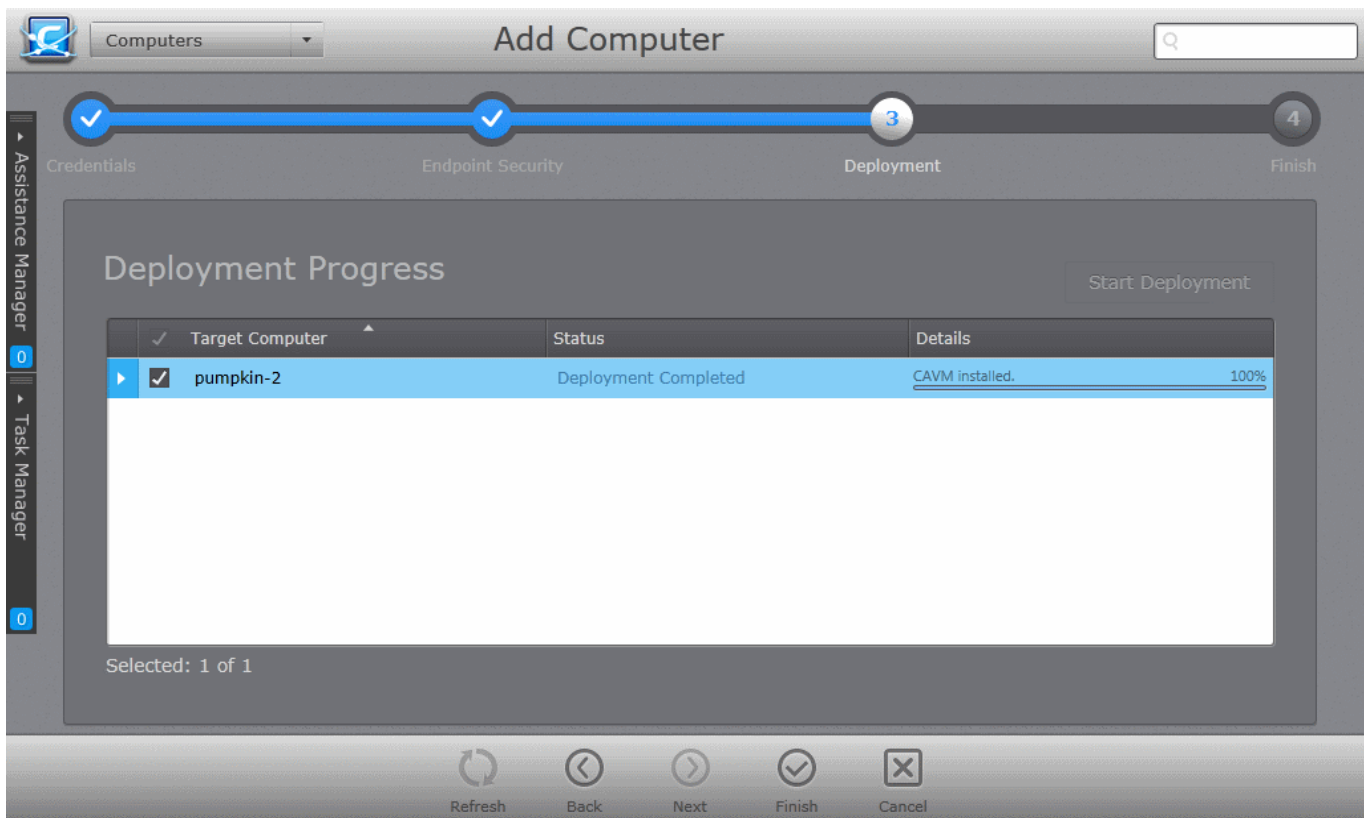 Computers
Add Computer
3
4
Credentials
Endpoint Security
Deployment
Finish
Assistance Manager
0
Task Manager
0
Deployment Progress
Start Deployment
Target Computer Status Details
pumpkin-2 Deployment Completed CAVM installed. 100%
Selected: 1 of 1
Refresh Back Next Finish Cancel